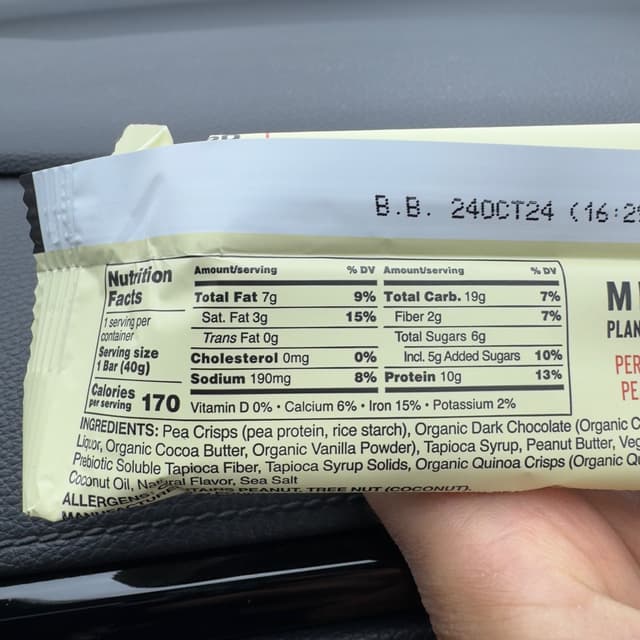 B.B. 24OCT24 (16:2
Nutrition
Facts
1 serving per
container
Serving size
1 Bar (40g)
Calories
per serving 170
Amount/serving % DV
Total Fat 7g 9%
Sat. Fat 3g 15%
Trans Fat 0g
Cholesterol 0mg 0%
Sodium 190mg 8%
Amount/serving % DV
Total Carb. 19g 7%
Fiber 2g 7%
Total Sugars 6g
Incl. 5g Added Sugars 10%
Protein 10g 13%
Vitamin D 0% • Calcium 6% • Iron 15% • Potassium 2%
INGREDIENTS: Pea Crisps (pea protein, rice starch), Organic Dark Chocolate (Organic C
Liquor, Organic Cocoa Butter, Organic Vanilla Powder), Tapioca Syrup, Peanut Butter, Veg
Prebiotic Soluble Tapioca Fiber, Tapioca Syrup Solids, Organic Quinoa Crisps (Organic Qu
Coconut Oil, Natural Flavor, Sea Salt
ALLERGENS: PEANUT, TREE NUT (COCONUT).
PLAN
PER
PE